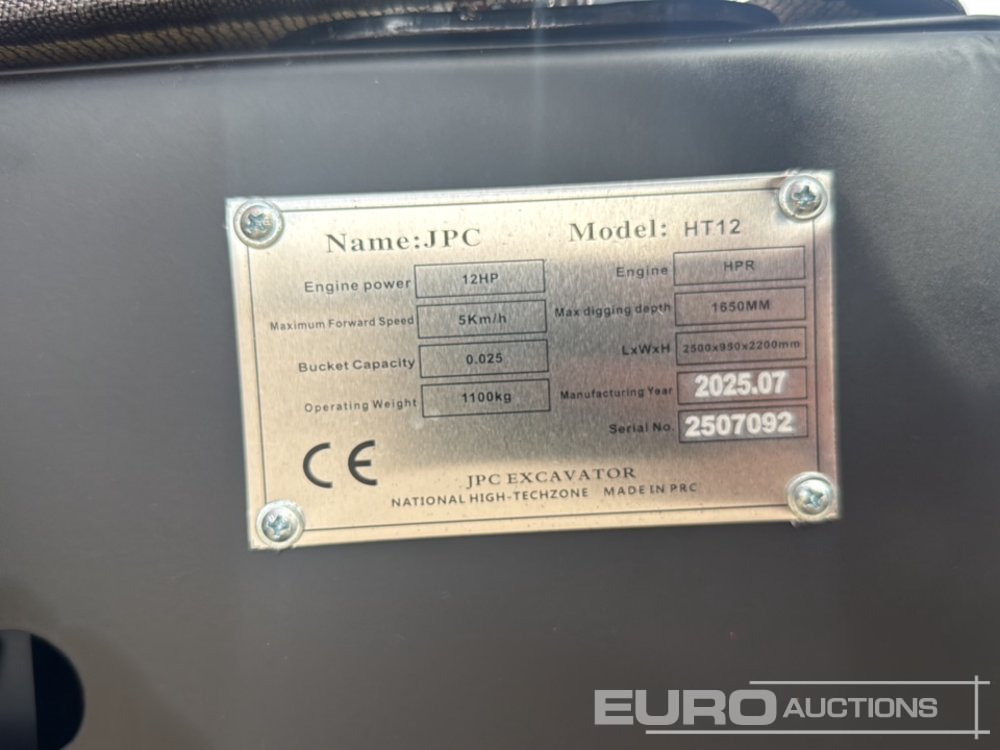 Name:JPC Model: HT12
Engine power 12HP Engine HPR
Maximum Forward Speed 5Km/h Max digging depth 1650MM
Bucket Capacity 0.025 LxWxH 2500x930x2200mm
Operating Weight 1100kg Manufacturing Year 2025.07
Serial No. 2507092
CE
JPC EXCAVATOR
NATIONAL HIGH-TECHZONE MADE IN PRC
EURO AUCTIONS